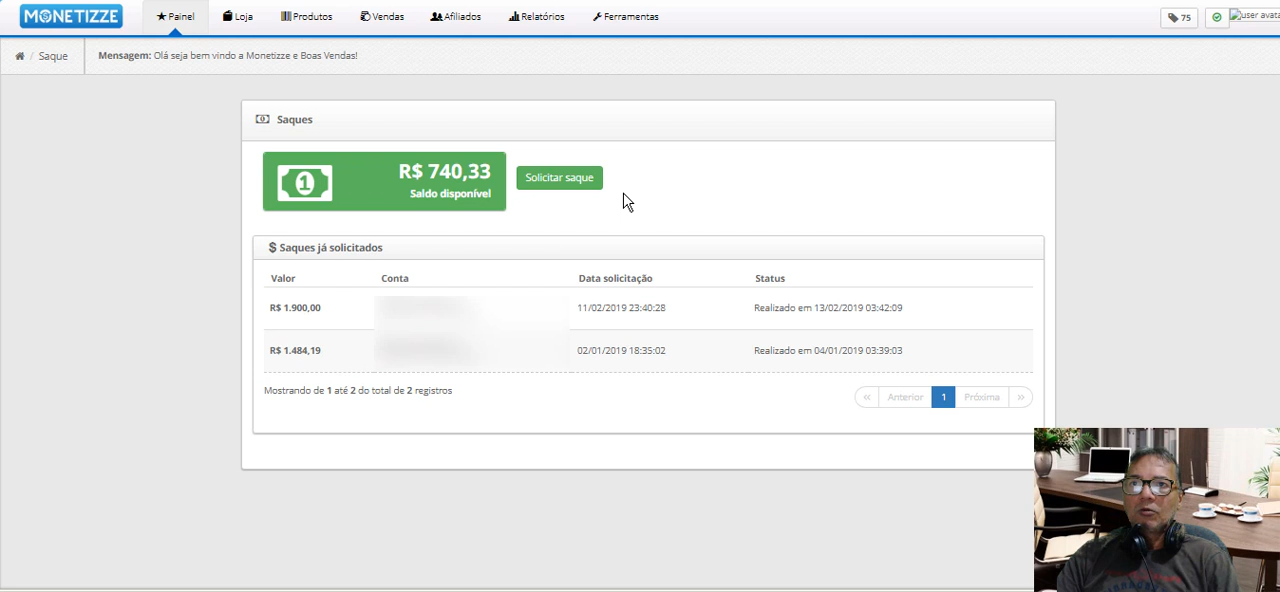 MONETIZZE
Painel
Loja
Produtos
Vendas
Afiliados
Relatórios
Ferramentas
75
user avata
/ Saque
Mensagem: Olá seja bem vindo a Monetizze e Boas Vendas!
Saques
1
R$ 740,33
Saldo disponível
Solicitar saque
$ Saques já solicitados
Valor Conta Data solicitação Status
R$ 1.900,00 11/02/2019 23:40:28 Realizado em 13/02/2019 03:42:09
R$ 1.484,19 02/01/2019 18:35:02 Realizado em 04/01/2019 03:39:03
Mostrando de 1 até 2 do total de 2 registros
« Anterior 1 Próxima »